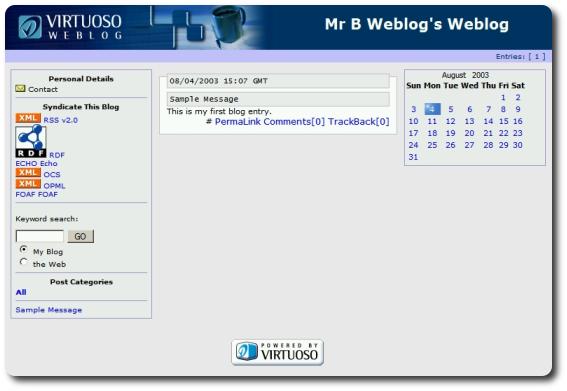 VIRTUOSO
WEBLOG
Mr B Weblog's Weblog
Entries: [ 1 ]
Personal Details
Contact
Syndicate This Blog
XML RSS v2.0
RDF RDF
ECHO Echo
XML OCS
XML OPML
FOAF FOAF
Keyword search:
GO
My Blog
the Web
Post Categories
All
Sample Message
08/04/2003 15:07 GMT
Sample Message
This is my first blog entry.
# PermaLink Comments[0] TrackBack[0]
August 2003
Sun Mon Tue Wed Thu Fri Sat
1 2
3 4 5 6 7 8 9
10 11 12 13 14 15 16
17 18 19 20 21 22 23
24 25 26 27 28 29 30
31
POWERED BY
VIRTUOSO